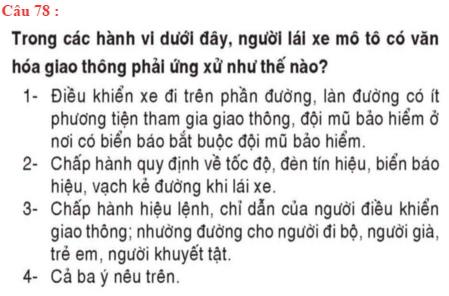 Câu 78 :
Trong các hành vi dưới đây, người lái xe mô tô có văn
hóa giao thông phải ứng xử như thế nào?
1- Điều khiển xe đi trên phần đường, làn đường có ít
phương tiện tham gia giao thông, đội mũ bảo hiểm ở
nơi có biển báo bắt buộc đội mũ bảo hiểm.
2- Chấp hành quy định về tốc độ, đèn tín hiệu, biển báo
hiệu, vạch kẻ đường khi lái xe.
3- Chấp hành hiệu lệnh, chỉ dẫn của người điều khiển
giao thông; nhường đường cho người đi bộ, người già,
trẻ em, người khuyết tật.
4- Cả ba ý nêu trên.